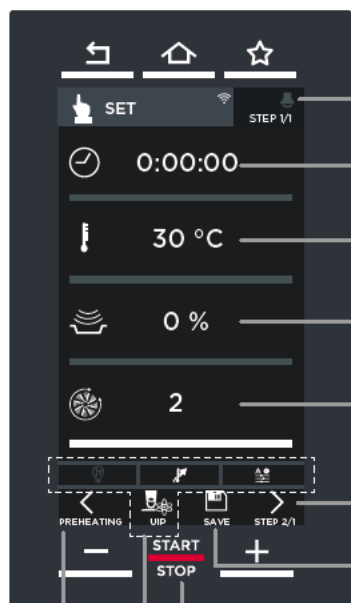 SET
STEP 1/1
0:00:00
30 °C
0 %
2
PREHEATING UIP SAVE STEP 2/1
START
STOP